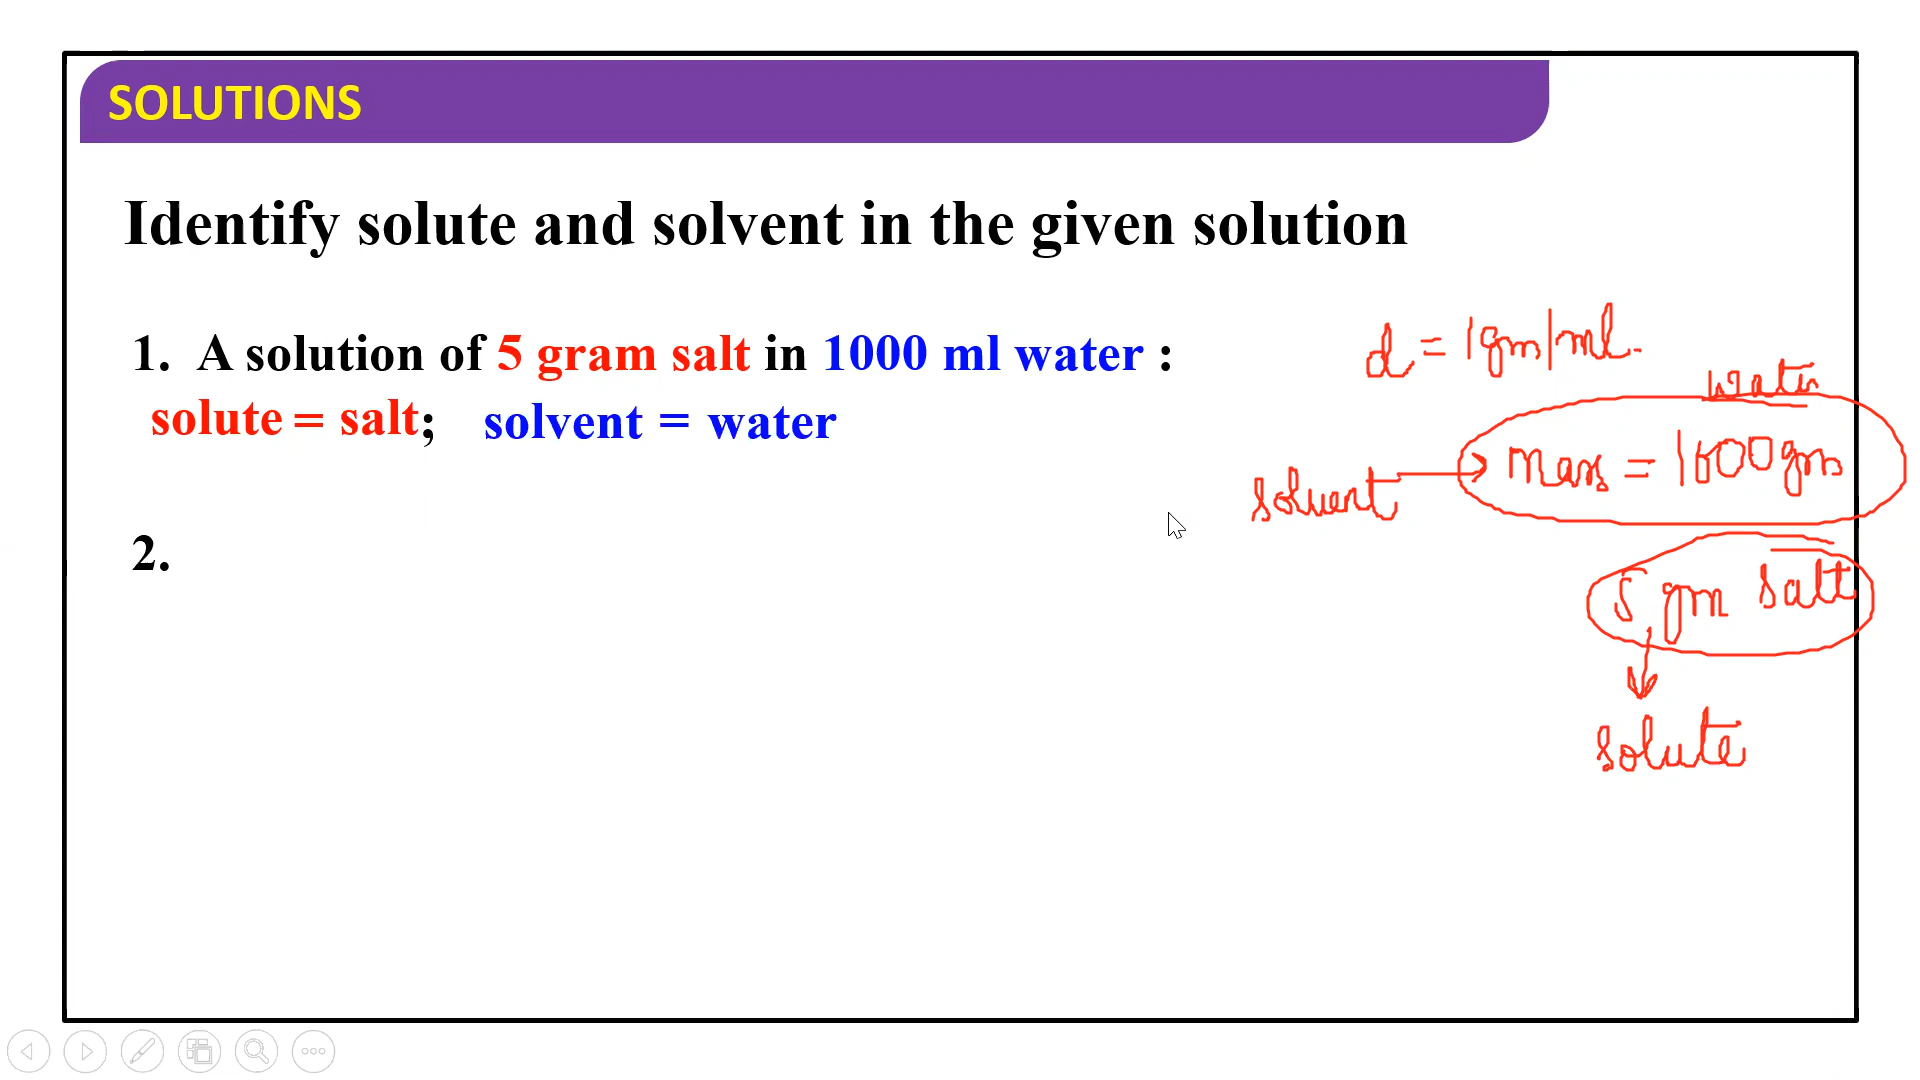 SOLUTIONS
Identify solute and solvent in the given solution
1. A solution of 5 gram salt in 1000 ml water :
solute = salt; solvent = water
2.
d = 1gm|ml.
water
solvent → mass = 1000gm
5 gm salt
solute